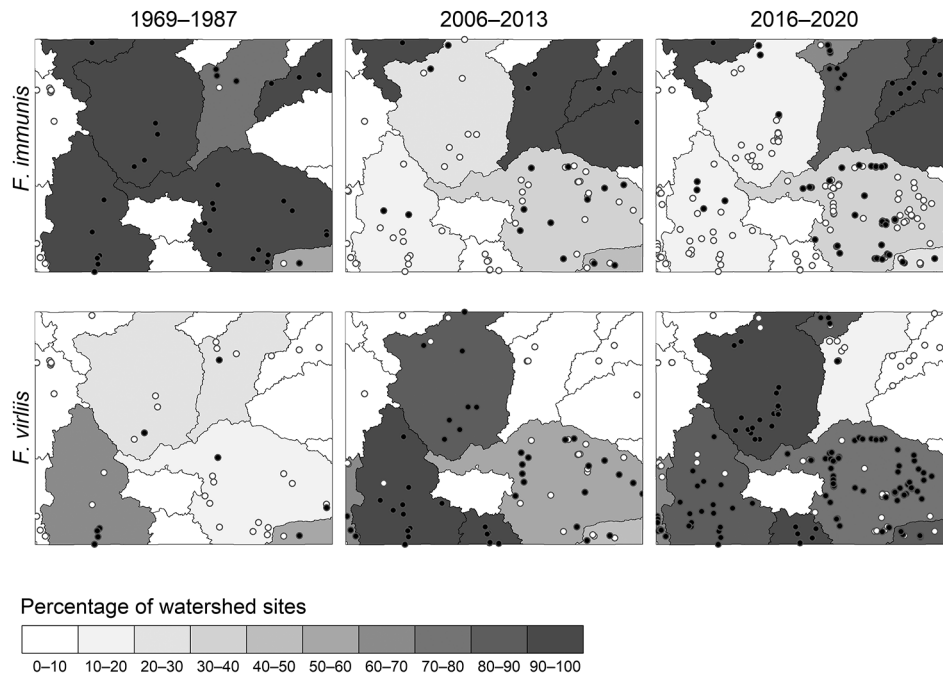 1969–1987 2006–2013 2016–2020
F. immunis
F. virliis
Percentage of watershed sites
0–10 10–20 20–30 30–40 40–50 50–60 60–70 70–80 80–90 90–100